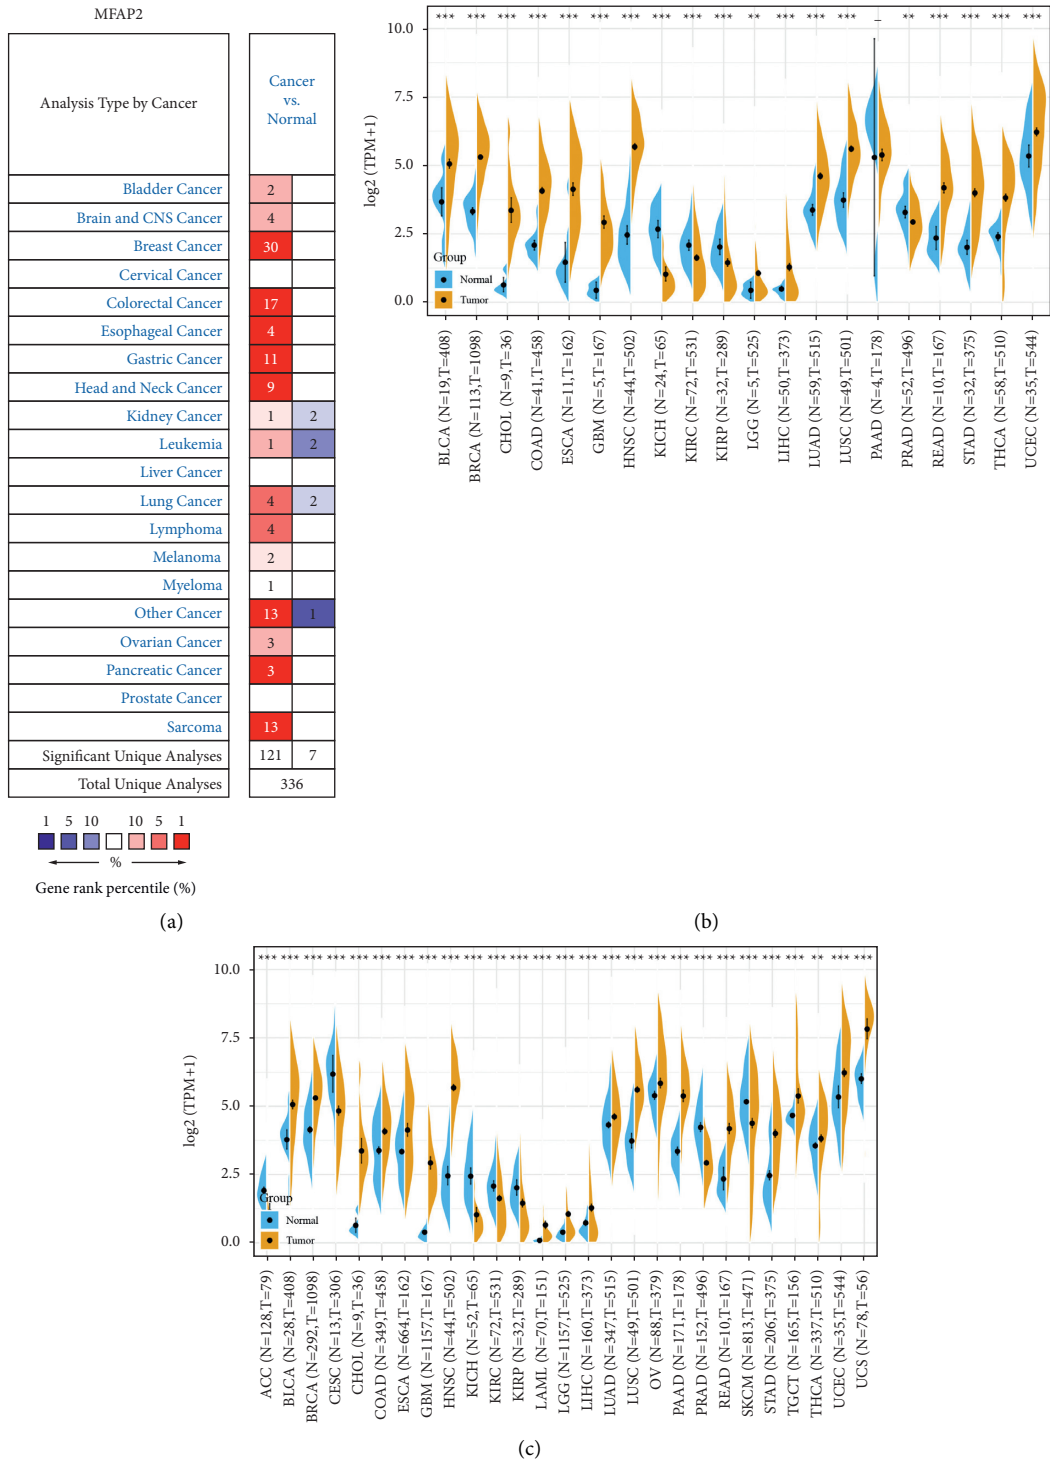 MFAP2
Analysis Type by Cancer
Cancer
vs.
Normal
Bladder Cancer 2
Brain and CNS Cancer 4
Breast Cancer 30
Cervical Cancer
Colorectal Cancer 17
Esophageal Cancer 4
Gastric Cancer 11
Head and Neck Cancer 9
Kidney Cancer 1 2
Leukemia 1 2
Liver Cancer
Lung Cancer 4 2
Lymphoma 4
Melanoma 2
Myeloma 1
Other Cancer 13 1
Ovarian Cancer 3
Pancreatic Cancer 3
Prostate Cancer
Sarcoma 13
Significant Unique Analyses 121 7
Total Unique Analyses 336
1 5 10 10 5 1
%
Gene rank percentile (%)
(a)
*** *** *** *** *** *** *** *** *** *** *** *** *** *** – ** *** *** *** ***
log2 (TPM+1)
10.0
7.5
5.0
2.5
0.0
Group
Normal
Tumor
BLCA (N=19,T=408)
BRCA (N=113,T=1098)
CHOL (N=9,T=36)
COAD (N=41,T=458)
ESCA (N=11,T=162)
GBM (N=5,T=167)
HNSC (N=44,T=502)
KICH (N=24,T=65)
KIRC (N=72,T=531)
KIRP (N=32,T=289)
LGG (N=5,T=525)
LIHC (N=50,T=373)
LUAD (N=59,T=515)
LUSC (N=49,T=501)
PAAD (N=4,T=178)
PRAD (N=52,T=496)
READ (N=10,T=167)
STAD (N=32,T=375)
THCA (N=58,T=510)
UCEC (N=35,T=544)
(b)
*** *** *** *** *** *** *** *** *** *** *** *** *** *** *** *** *** *** *** *** *** *** *** *** ** *** ***
log2 (TPM+1)
10.0
7.5
5.0
2.5
0.0
Group
Normal
Tumor
ACC (N=128,T=79)
BLCA (N=28,T=408)
BRCA (N=292,T=1098)
CESC (N=13,T=306)
CHOL (N=9,T=36)
COAD (N=349,T=458)
ESCA (N=664,T=162)
GBM (N=1157,T=167)
HNSC (N=44,T=502)
KICH (N=52,T=65)
KIRC (N=72,T=531)
KIRP (N=32,T=289)
LAML (N=70,T=151)
LGG (N=1157,T=525)
LIHC (N=160,T=373)
LUAD (N=347,T=515)
LUSC (N=49,T=501)
OV (N=88,T=379)
PAAD (N=171,T=178)
PRAD (N=152,T=496)
READ (N=10,T=167)
SKCM (N=813,T=471)
STAD (N=206,T=375)
TGCT (N=165,T=156)
THCA (N=337,T=510)
UCEC (N=35,T=544)
UCS (N=78,T=56)
(c)